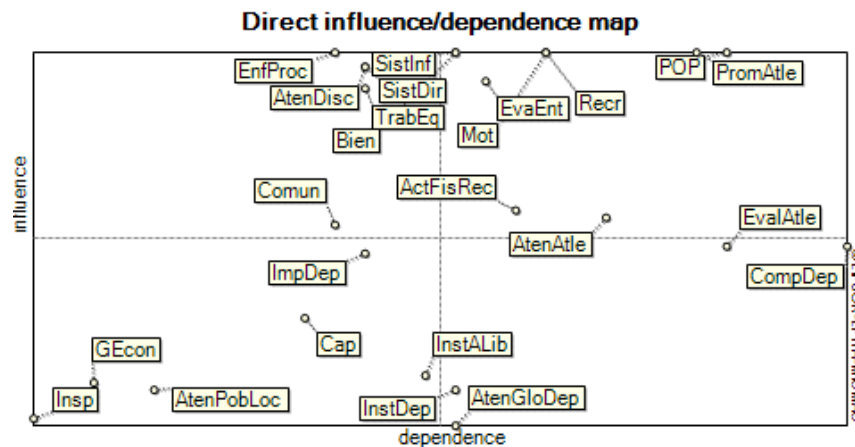 Direct influence/dependence map
EnfProc
SistInf
POP
PromAtle
AtenDisc
SistDir
EvaEnt
Recr
TrabEq
Bien
Mot
Comun
ActFisRec
EvalAtle
AtenAtle
ImpDep
CompDep
influence
Cap
InstALib
GEcon
Insp
AtenPobLoc
InstDep
AtenGloDep
dependence